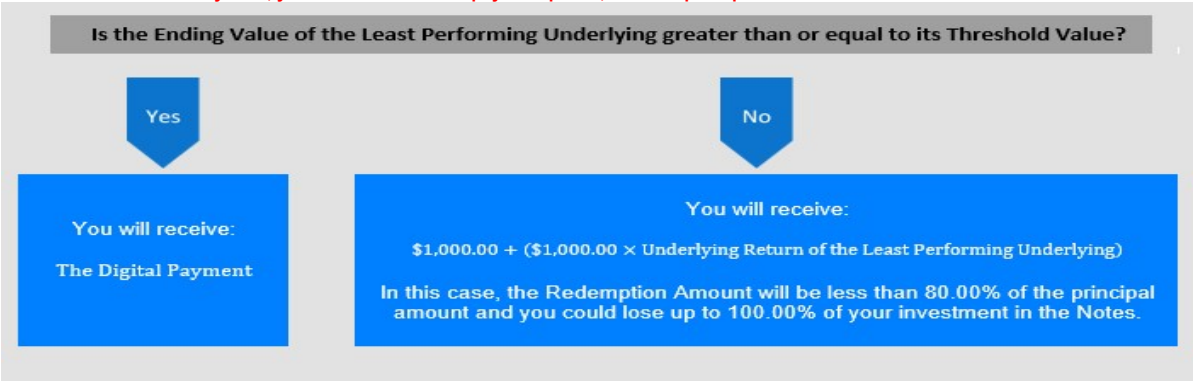 Is the Ending Value of the Least Performing Underlying greater than or equal to its Threshold Value?
Yes
No
You will receive:
The Digital Payment
You will receive:
$1,000.00 + ($1,000.00 × Underlying Return of the Least Performing Underlying)
In this case, the Redemption Amount will be less than 80.00% of the principal
amount and you could lose up to 100.00% of your investment in the Notes.